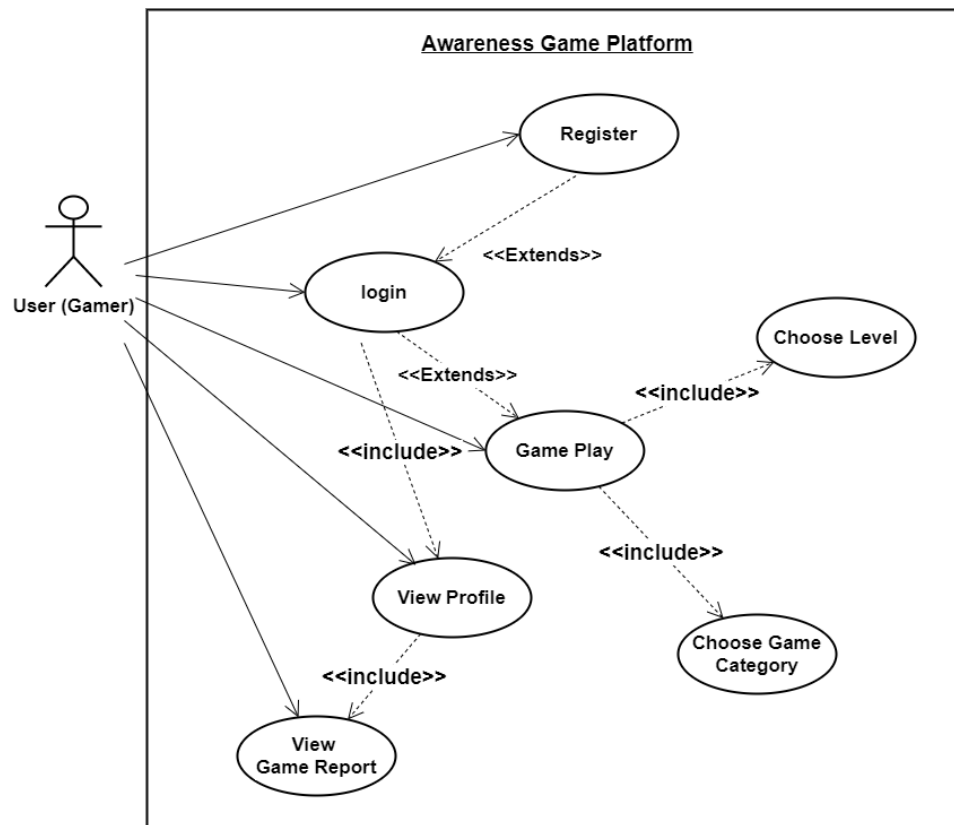 Awareness Game Platform
Register
<<Extends>>
User (Gamer)
login
Choose Level
<<Extends>>
<<include>>
<<include>>
Game Play
<<include>>
View Profile
Choose Game
Category
<<include>>
View
Game Report